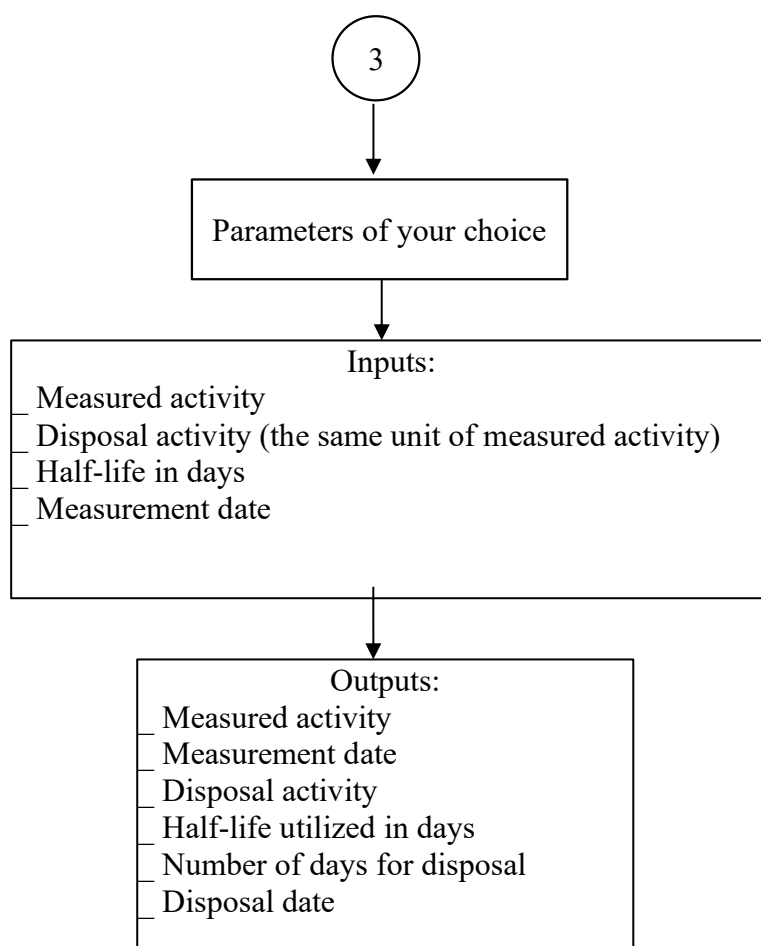 3
Parameters of your choice
Inputs:
_ Measured activity
_ Disposal activity (the same unit of measured activity)
_ Half-life in days
_ Measurement date
_
Outputs:
_ Measured activity
_ Measurement date
_ Disposal activity
_ Half-life utilized in days
_ Number of days for disposal
_ Disposal date